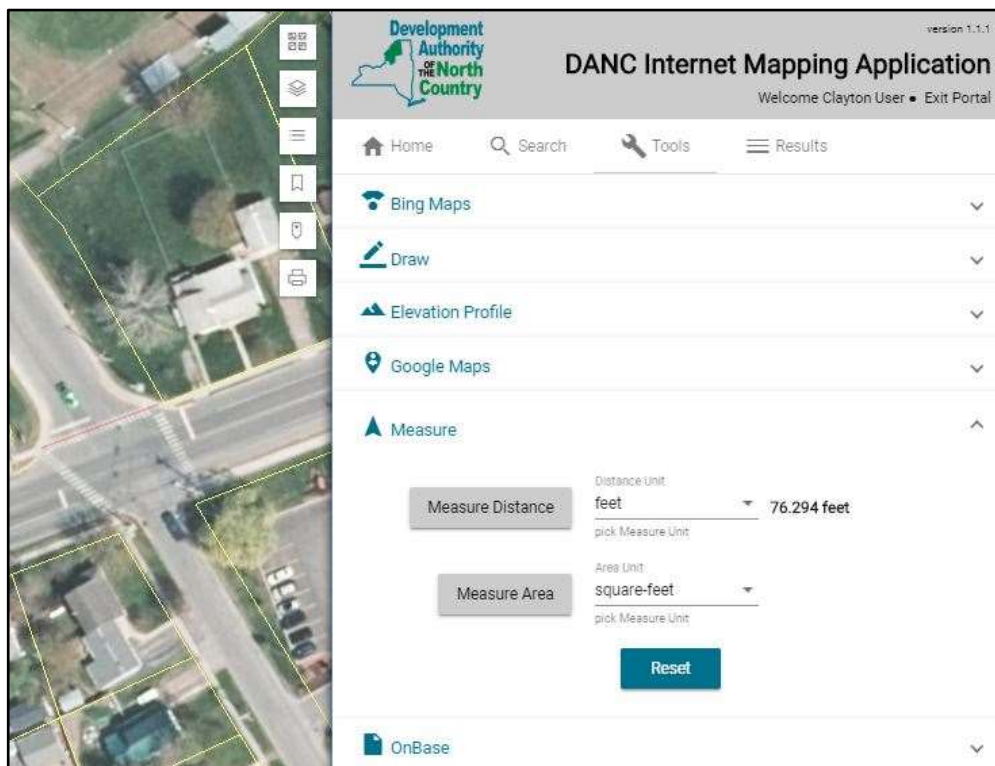 Development
Authority
OF THE North
Country
version 1.1.1
DANC Internet Mapping Application
Welcome Clayton User • Exit Portal
Home Search Tools Results
Bing Maps
Draw
Elevation Profile
Google Maps
Measure
Distance Unit
Measure Distance feet 76.294 feet
pick Measure Unit
Area Unit
Measure Area square-feet
pick Measure Unit
Reset
OnBase